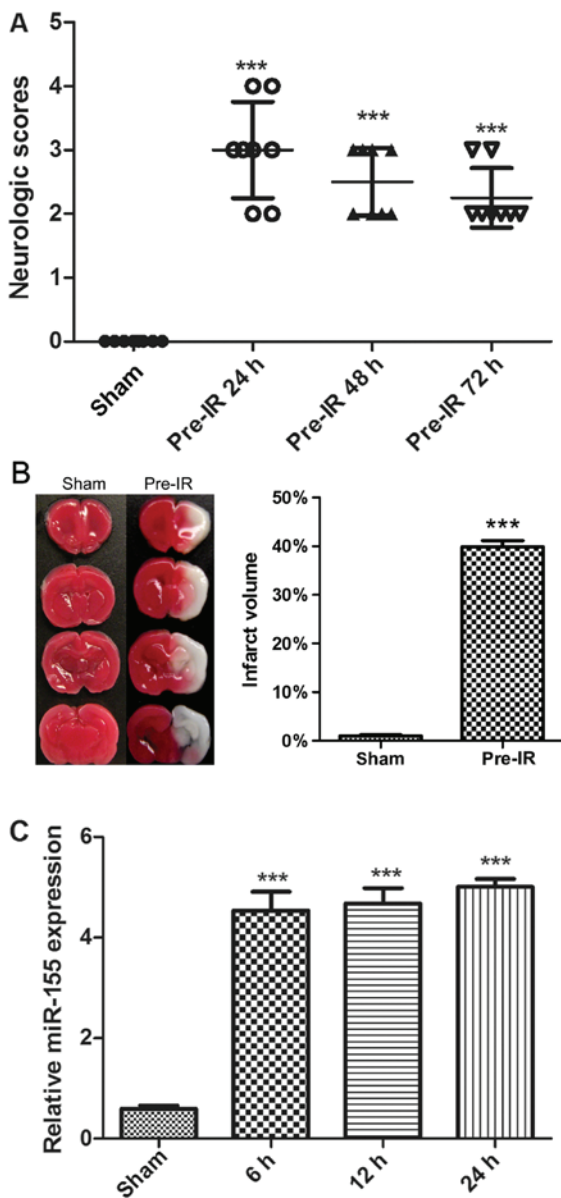 A
Neurologic scores
5
4
3
2
1
0
***
***
***
Sham
Pre-IR 24 h
Pre-IR 48 h
Pre-IR 72 h
B
Sham Pre-IR
Infarct volume
50%
40%
30%
20%
10%
0%
***
Sham Pre-IR
C
Relative miR-155 expression
6
4
2
0
***
***
***
Sham
6 h
12 h
24 h